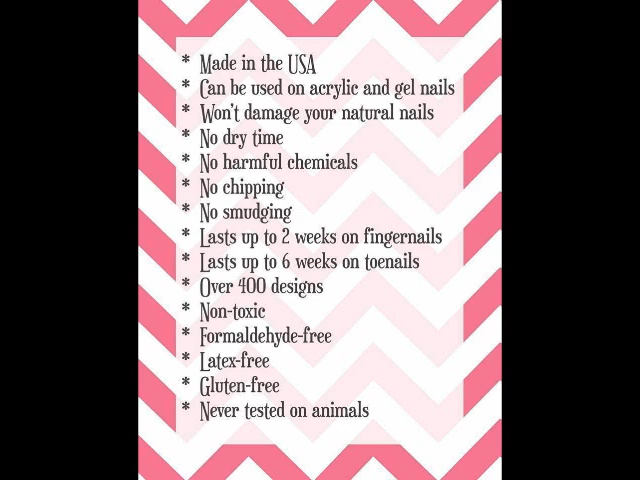 * Made in the USA
* Can be used on acrylic and gel nails
* Won't damage your natural nails
* No dry time
* No harmful chemicals
* No chipping
* No smudging
* Lasts up to 2 weeks on fingernails
* Lasts up to 6 weeks on toenails
* Over 400 designs
* Non-toxic
* Formaldehyde-free
* Latex-free
* Gluten-free
* Never tested on animals